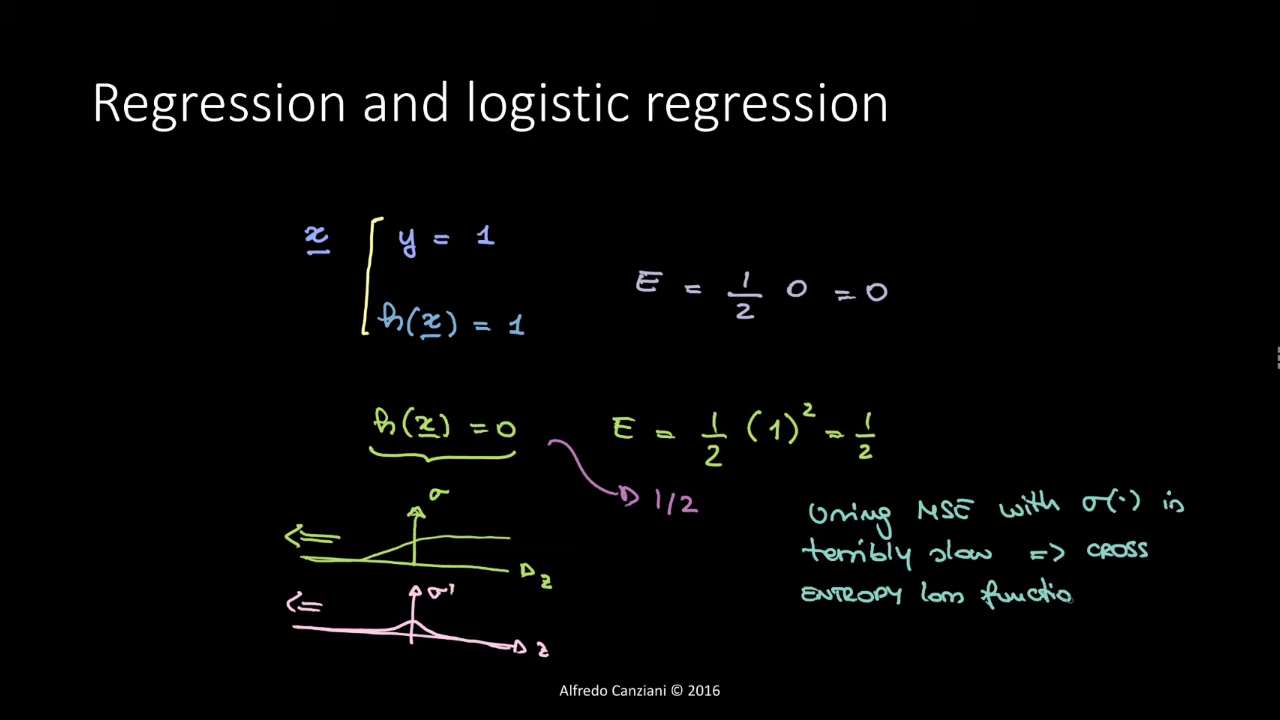 Regression and logistic regression
x y = 1
h(x) = 1
E = 1/2 0 = 0
h(x) = 0
E = 1/2 (1)² = 1/2
1/2
σ
z
σ'
z
Using MSE with σ(·) is
terribly slow => CROSS
ENTROPY loss functio
Alfredo Canziani © 2016